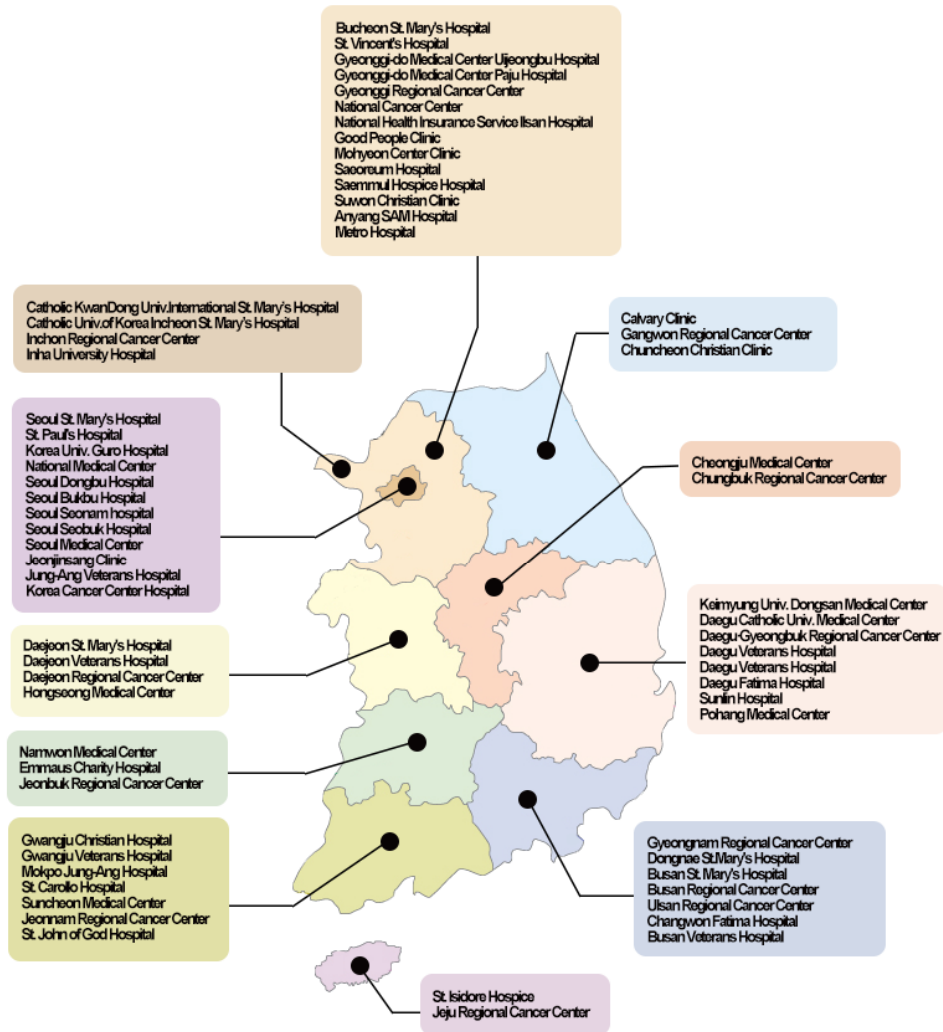 Bucheon St. Mary's Hospital
St. Vincent's Hospital
Gyeonggi-do Medical Center Uijeongbu Hospital
Gyeonggi-do Medical Center Paju Hospital
Gyeonggi Regional Cancer Center
National Cancer Center
National Health Insurance Service Ilsan Hospital
Good People Clinic
Mohyeon Center Clinic
Saeoreum Hospital
Saemmul Hospice Hospital
Suwon Christian Clinic
Anyang SAM Hospital
Metro Hospital
Catholic KwanDong Univ.International St. Mary's Hospital
Catholic Univ.of Korea Incheon St. Mary's Hospital
Inchon Regional Cancer Center
Inha University Hospital
Calvary Clinic
Gangwon Regional Cancer Center
Chuncheon Christian Clinic
Seoul St. Mary's Hospital
St. Paul's Hospital
Korea Univ. Guro Hospital
National Medical Center
Seoul Dongbu Hospital
Seoul Bukbu Hospital
Seoul Seonam hospital
Seoul Seobuk Hospital
Seoul Medical Center
Jeonjinsang Clinic
Jung-Ang Veterans Hospital
Korea Cancer Center Hospital
Cheongju Medical Center
Chungbuk Regional Cancer Center
Keimyung Univ. Dongsan Medical Center
Daegu Catholic Univ. Medical Center
Daegu-Gyeongbuk Regional Cancer Center
Daegu Veterans Hospital
Daegu Veterans Hospital
Daegu Fatima Hospital
Sunlin Hospital
Pohang Medical Center
Daejeon St. Mary's Hospital
Daejeon Veterans Hospital
Daejeon Regional Cancer Center
Hongseong Medical Center
Namwon Medical Center
Emmaus Charity Hospital
Jeonbuk Regional Cancer Center
Gwangju Christian Hospital
Gwangju Veterans Hospital
Mokpo Jung-Ang Hospital
St. Carollo Hospital
Suncheon Medical Center
Jeonnam Regional Cancer Center
St. John of God Hospital
Gyeongnam Regional Cancer Center
Dongnae St.Mary's Hospital
Busan St. Mary's Hospital
Busan Regional Cancer Center
Ulsan Regional Cancer Center
Changwon Fatima Hospital
Busan Veterans Hospital
St. Isidore Hospice
Jeju Regional Cancer Center